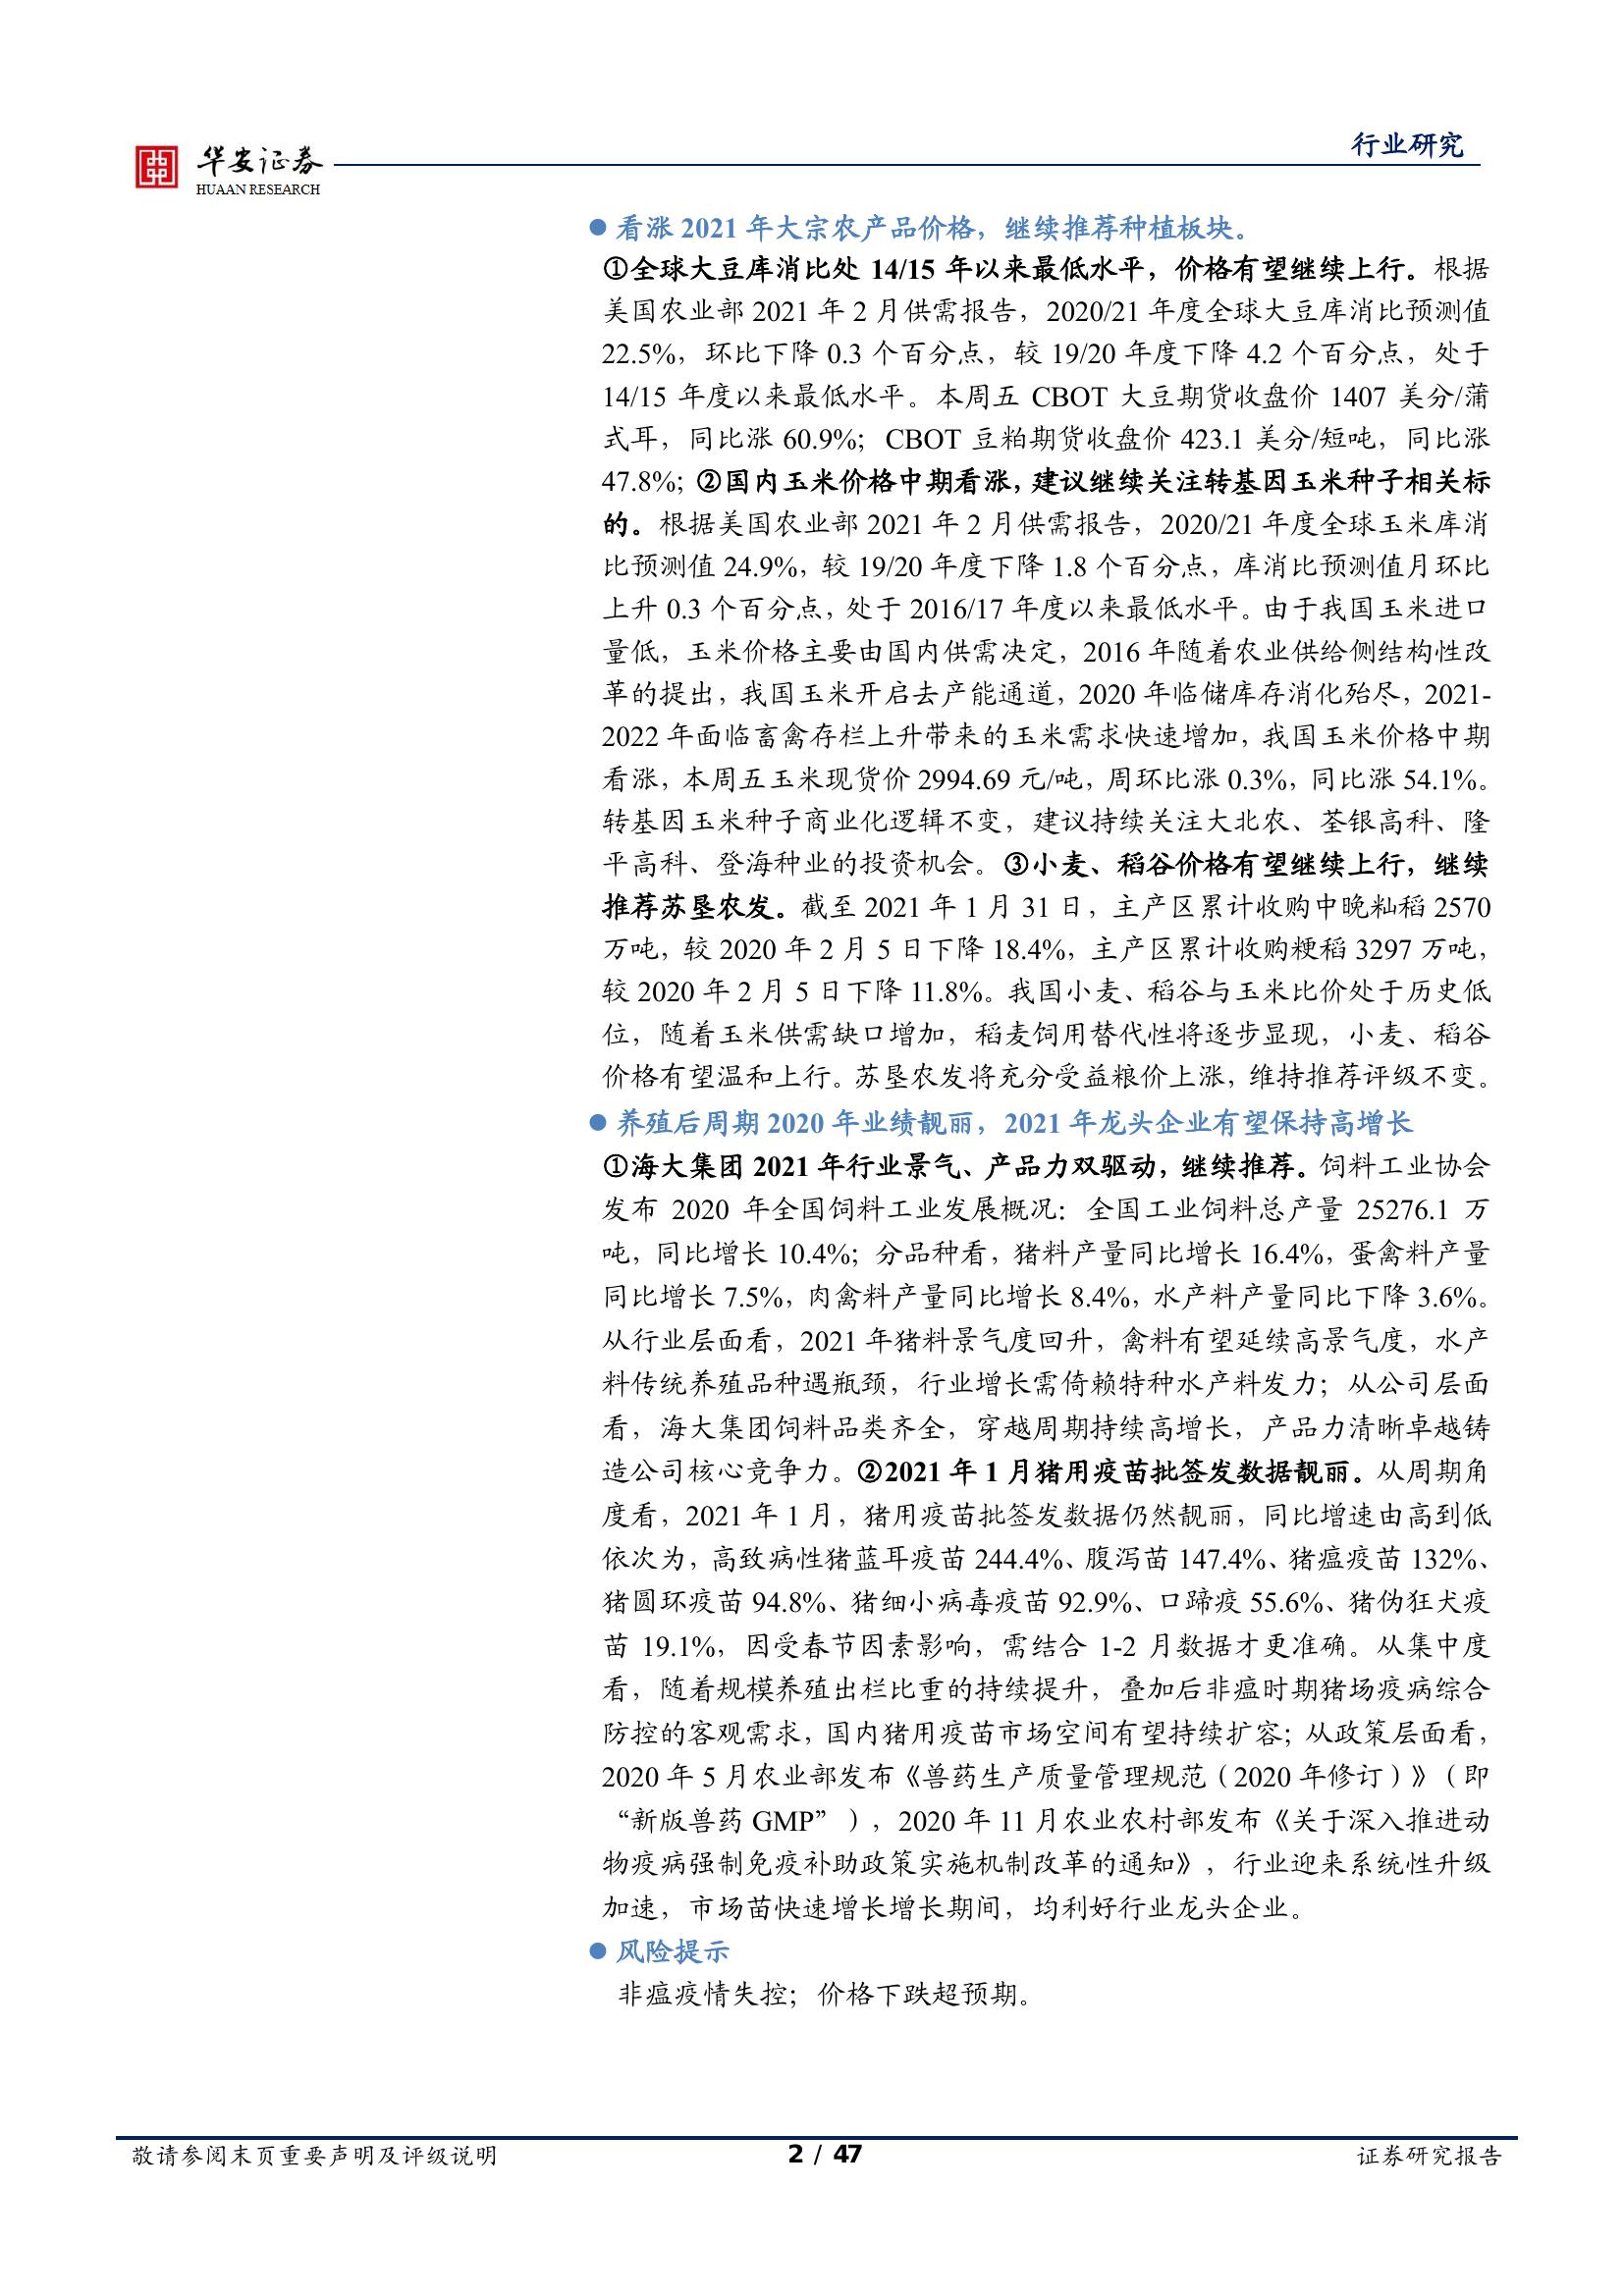 华安证券
HUAAN RESEARCH
行业研究
● 看涨 2021 年大宗农产品价格，继续推荐种植板块。
①全球大豆库消比处 14/15 年以来最低水平，价格有望继续上行。根据
美国农业部 2021 年 2 月供需报告，2020/21 年度全球大豆库消比预测值
22.5%，环比下降 0.3 个百分点，较 19/20 年度下降 4.2 个百分点，处于
14/15 年度以来最低水平。本周五 CBOT 大豆期货收盘价 1407 美分/蒲
式耳，同比涨 60.9%；CBOT 豆粕期货收盘价 423.1 美分/短吨，同比涨
47.8%；②国内玉米价格中期看涨，建议继续关注转基因玉米种子相关标
的。根据美国农业部 2021 年 2 月供需报告，2020/21 年度全球玉米库消
比预测值 24.9%，较 19/20 年度下降 1.8 个百分点，库消比预测值月环比
上升 0.3 个百分点，处于 2016/17 年度以来最低水平。由于我国玉米进口
量低，玉米价格主要由国内供需决定，2016 年随着农业供给侧结构性改
革的提出，我国玉米开启去产能通道，2020 年临储库存消化殆尽，2021-
2022 年面临畜禽存栏上升带来的玉米需求快速增加，我国玉米价格中期
看涨，本周五玉米现货价 2994.69 元/吨，周环比涨 0.3%，同比涨 54.1%。
转基因玉米种子商业化逻辑不变，建议持续关注大北农、荃银高科、隆
平高科、登海种业的投资机会。③小麦、稻谷价格有望继续上行，继续
推荐苏垦农发。截至 2021 年 1 月 31 日，主产区累计收购中晚籼稻 2570
万吨，较 2020 年 2 月 5 日下降 18.4%，主产区累计收购粳稻 3297 万吨，
较 2020 年 2 月 5 日下降 11.8%。我国小麦、稻谷与玉米比价处于历史低
位，随着玉米供需缺口增加，稻麦饲用替代性将逐步显现，小麦、稻谷
价格有望温和上行。苏垦农发将充分受益粮价上涨，维持推荐评级不变。
● 养殖后周期 2020 年业绩靓丽，2021 年龙头企业有望保持高增长
①海大集团 2021 年行业景气、产品力双驱动，继续推荐。饲料工业协会
发布 2020 年全国饲料工业发展概况：全国工业饲料总产量 25276.1 万
吨，同比增长 10.4%；分品种看，猪料产量同比增长 16.4%，蛋禽料产量
同比增长 7.5%，肉禽料产量同比增长 8.4%，水产料产量同比下降 3.6%。
从行业层面看，2021 年猪料景气度回升，禽料有望延续高景气度，水产
料传统养殖品种遇瓶颈，行业增长需倚赖特种水产料发力；从公司层面
看，海大集团饲料品类齐全，穿越周期持续高增长，产品力清晰卓越铸
造公司核心竞争力。②2021 年 1 月猪用疫苗批签发数据靓丽。从周期角
度看，2021 年 1 月，猪用疫苗批签发数据仍然靓丽，同比增速由高到低
依次为，高致病性猪蓝耳疫苗 244.4%、腹泻苗 147.4%、猪瘟疫苗 132%、
猪圆环疫苗 94.8%、猪细小病毒疫苗 92.9%、口蹄疫 55.6%、猪伪狂犬疫
苗 19.1%，因受春节因素影响，需结合 1-2 月数据才更准确。从集中度
看，随着规模养殖出栏比重的持续提升，叠加后非瘟时期猪场疫病综合
防控的客观需求，国内猪用疫苗市场空间有望持续扩容；从政策层面看，
2020 年 5 月农业部发布《兽药生产质量管理规范（2020 年修订）》（即
“新版兽药 GMP”），2020 年 11 月农业农村部发布《关于深入推进动
物疫病强制免疫补助政策实施机制改革的通知》，行业迎来系统性升级
加速，市场苗快速增长增长期间，均利好行业龙头企业。
● 风险提示
非瘟疫情失控；价格下跌超预期。
敬请参阅末页重要声明及评级说明
2 / 47
证券研究报告